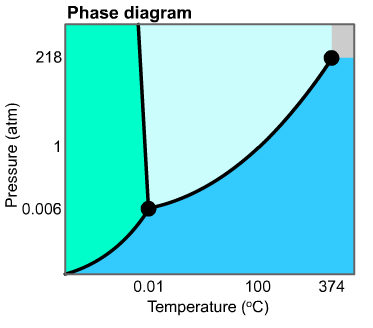 Phase diagram
218
1
0.006
Pressure (atm)
0.01
100
374
Temperature (°C)